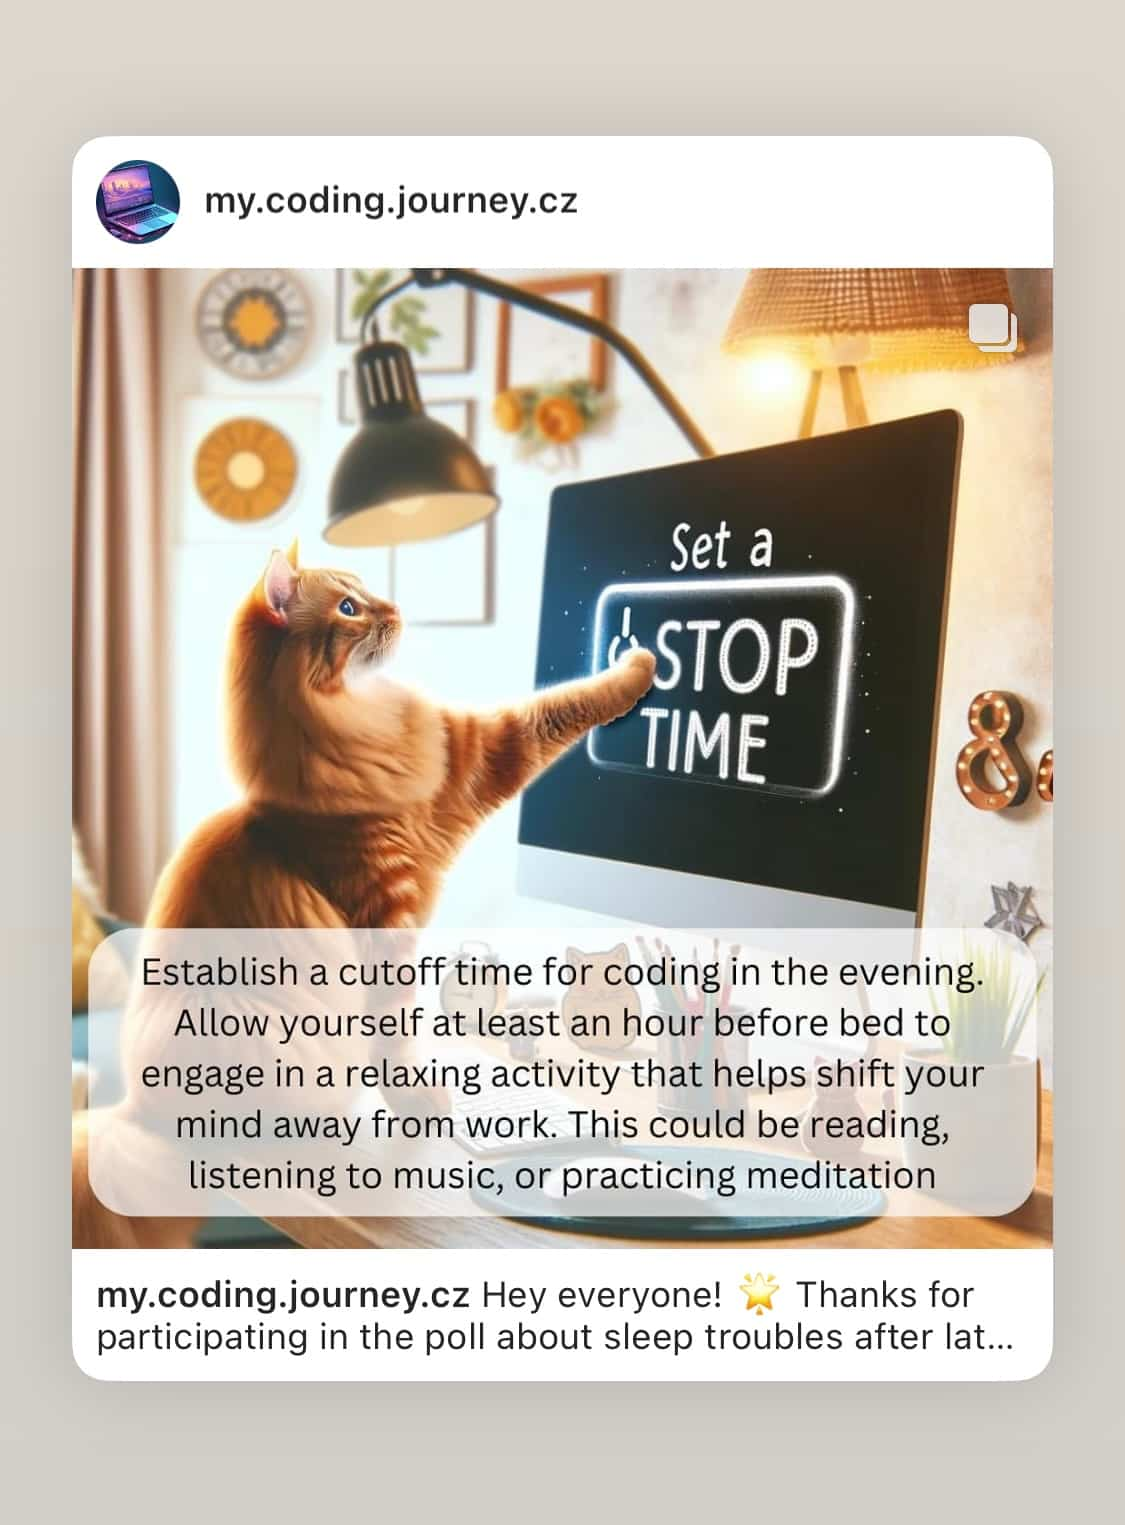 my.coding.journey.cz
Set a
STOP
TIME
&
Establish a cutoff time for coding in the evening.
Allow yourself at least an hour before bed to
engage in a relaxing activity that helps shift your
mind away from work. This could be reading,
listening to music, or practicing meditation
my.coding.journey.cz Hey everyone! 🌟 Thanks for
participating in the poll about sleep troubles after lat...